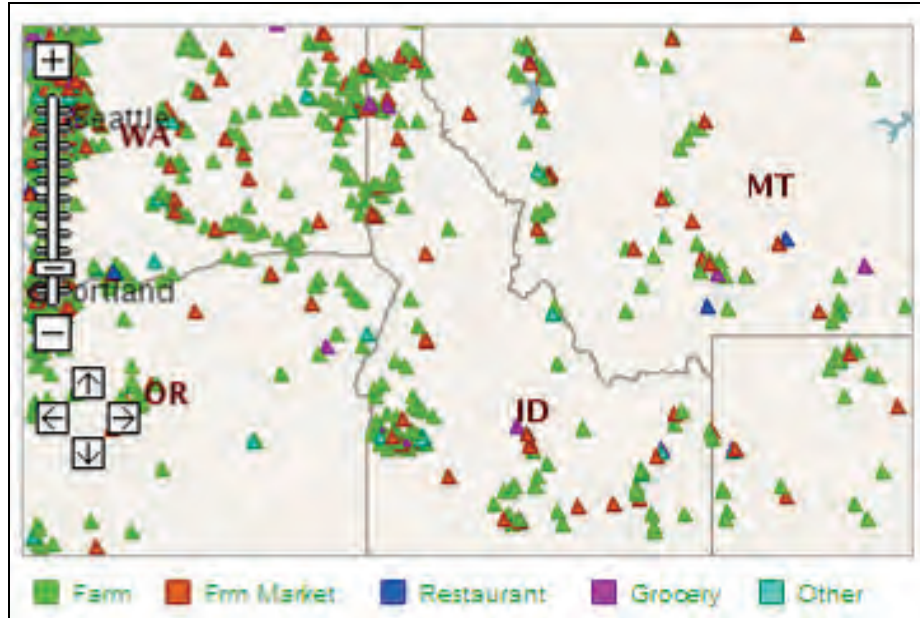 +
Seattle
WA
MT
Portland
−
OR
ID
Farm Frm Market Restaurant Grocery Other